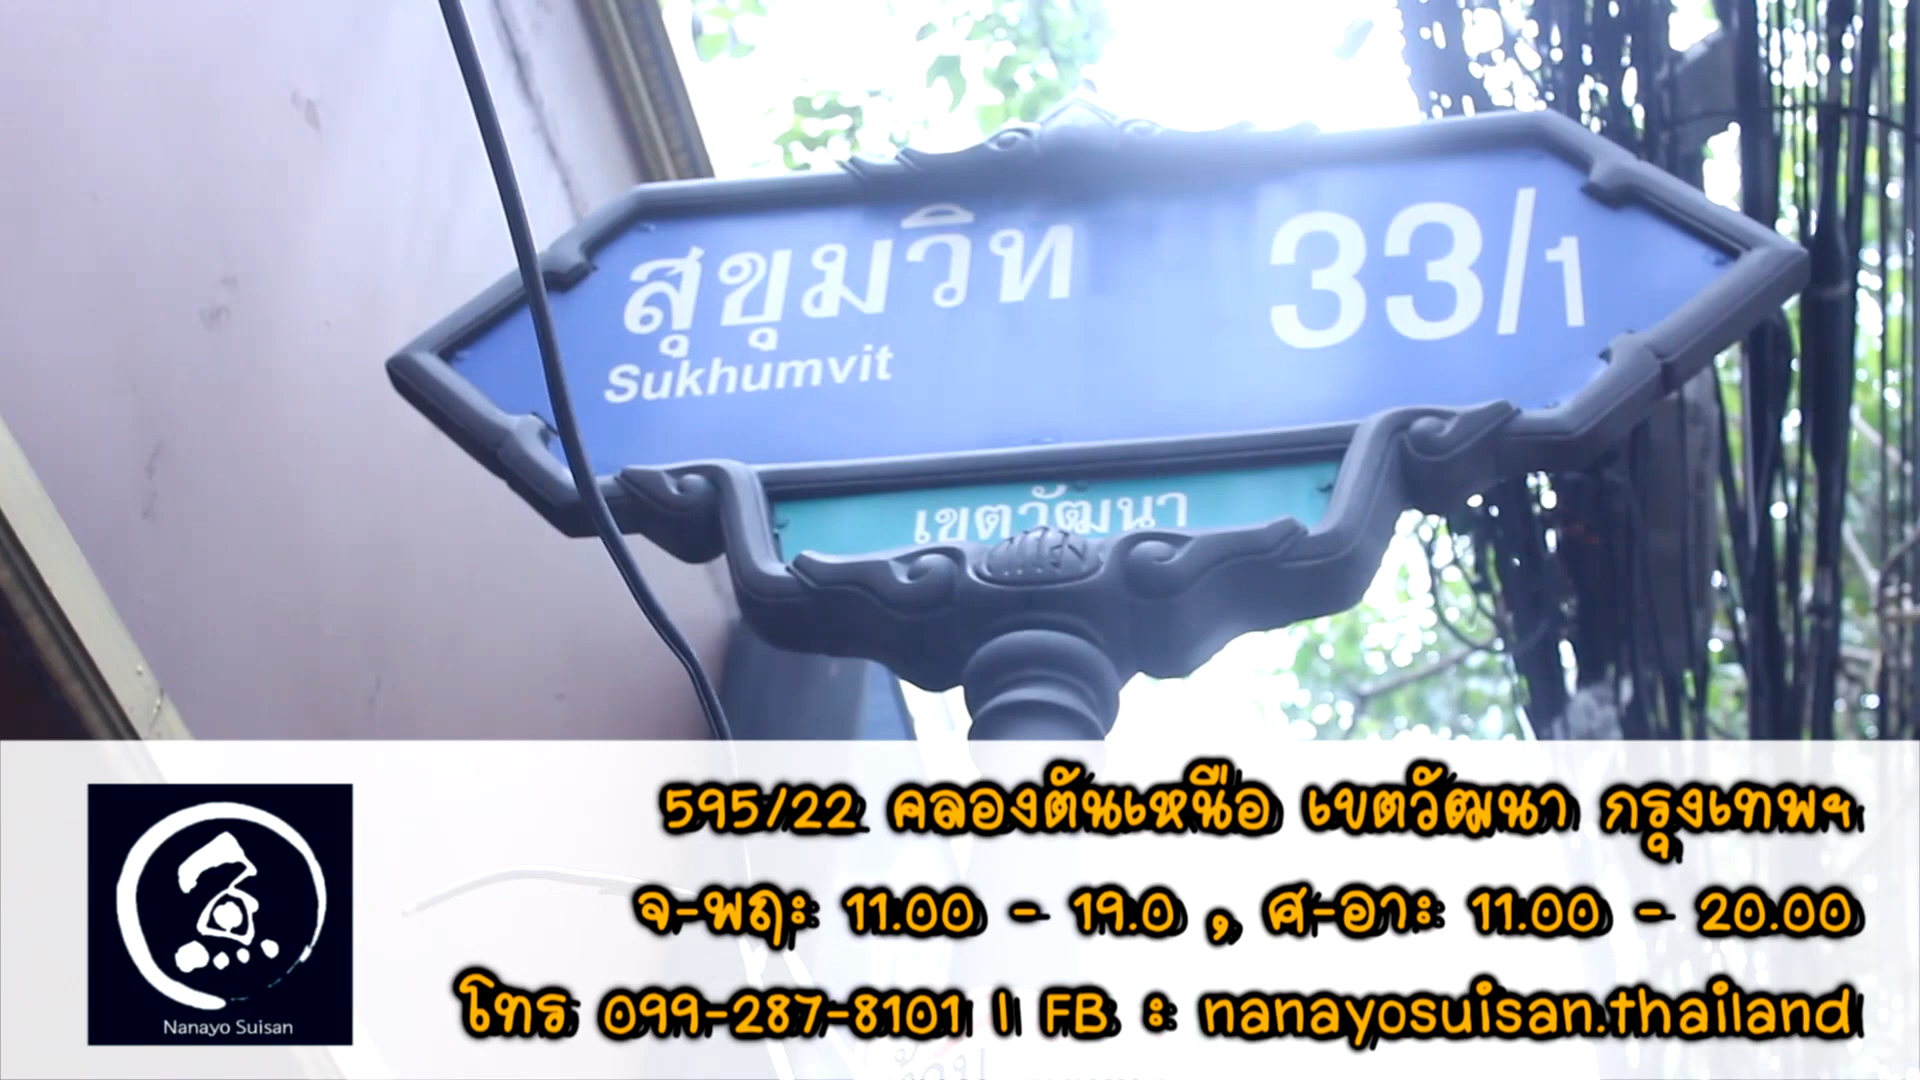 สุขุมวิท 33/1
Sukhumvit
เขตวัฒนา
595/22 คลองตันเหนือ เขตวัฒนา กรุงเทพฯ
จ-พฤ: 11.00 - 19.0 , ศ-อา: 11.00 - 20.00
โทร 099-287-8101 | FB : nanayosuisan.thailand
Nanayo Suisan